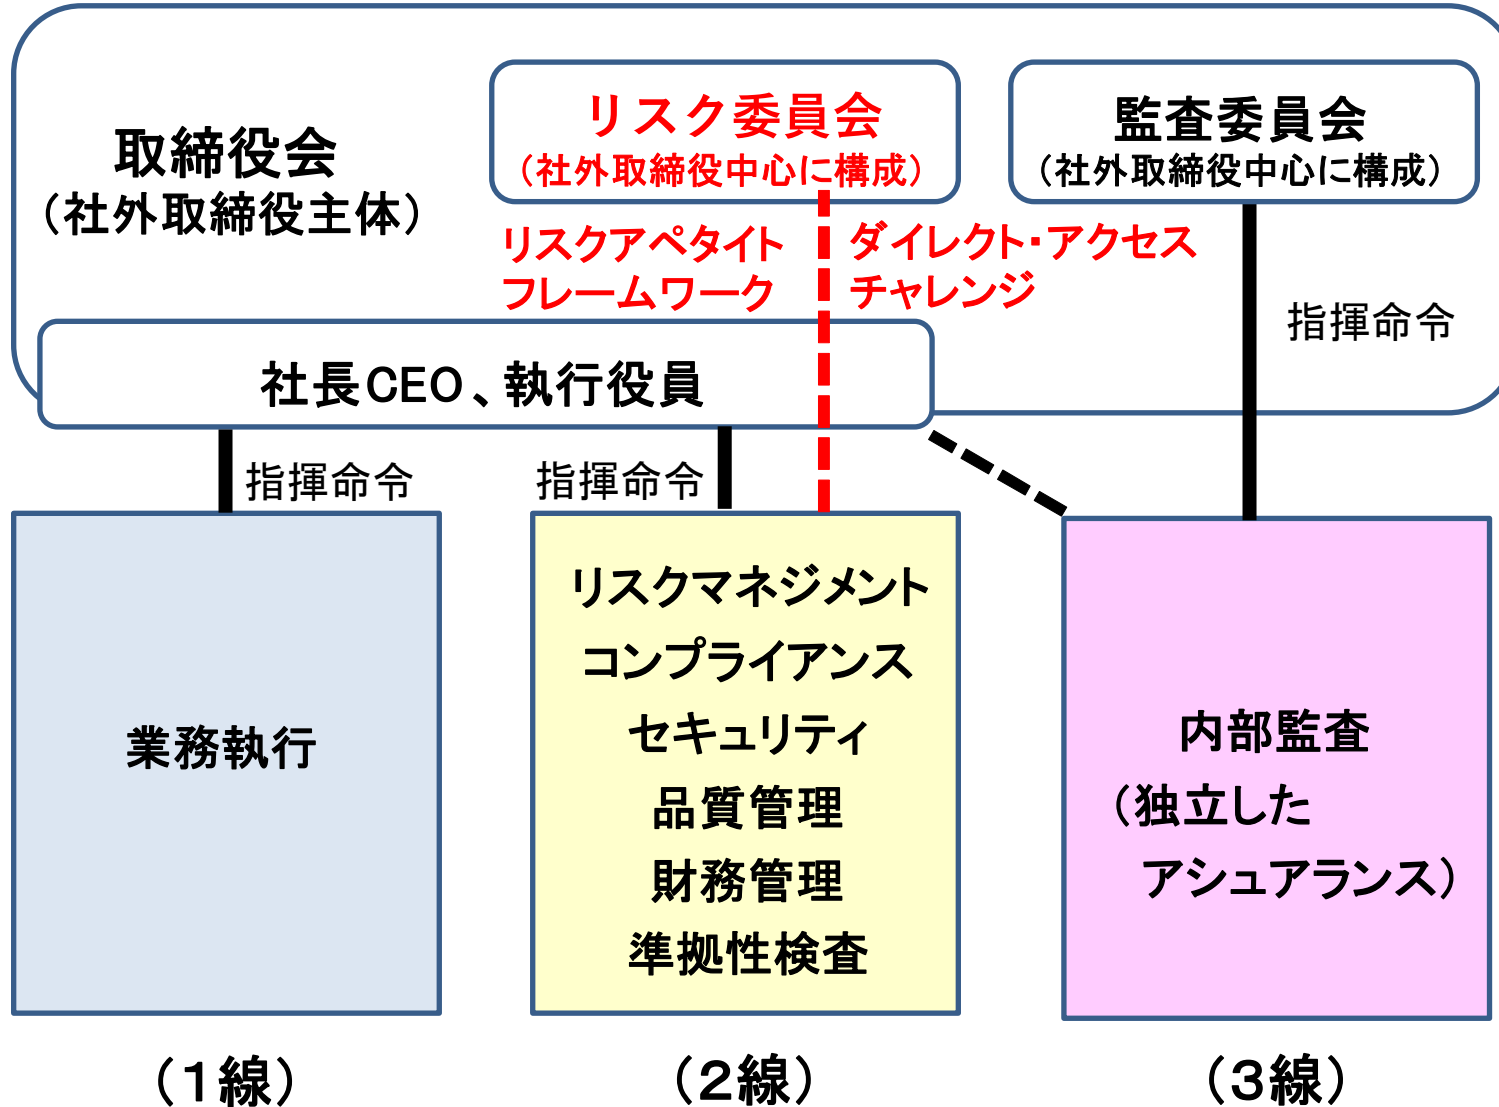 取締役会
（社外取締役主体）
リスク委員会
（社外取締役中心に構成）
監査委員会
（社外取締役中心に構成）
リスクアペタイト
フレームワーク
ダイレクト・アクセス
チャレンジ
指揮命令
社長CEO、執行役員
指揮命令
指揮命令
業務執行
リスクマネジメント
コンプライアンス
セキュリティ
品質管理
財務管理
準拠性検査
内部監査
（独立した
アシュアランス）
（１線）
（２線）
（３線）